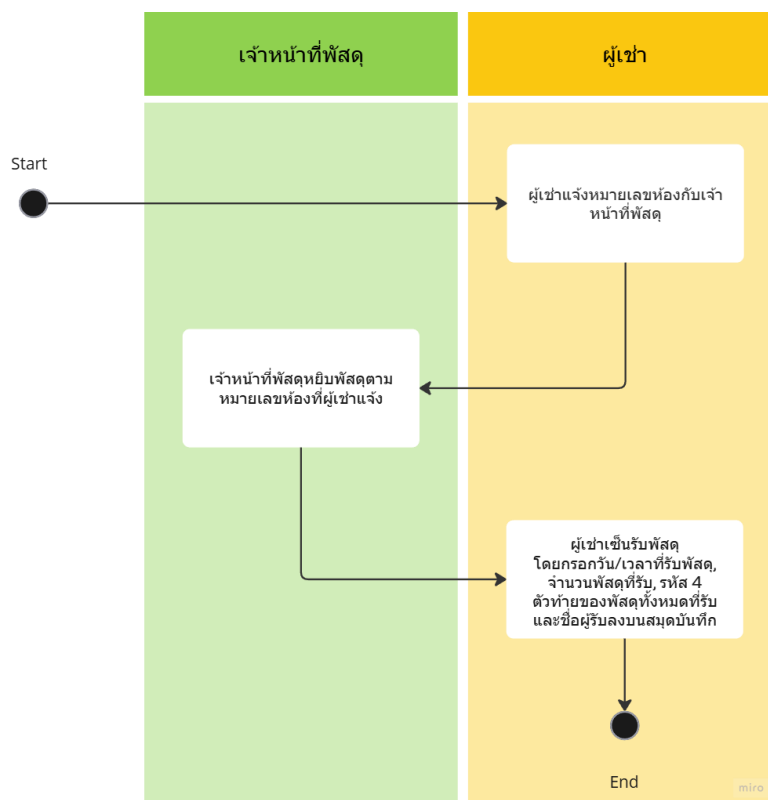 เจ้าหน้าที่พัสดุ
ผู้เช่า
Start
ผู้เช่าแจ้งหมายเลขห้องกับเจ้า
หน้าที่พัสดุ
เจ้าหน้าที่พัสดุหยิบพัสดุตาม
หมายเลขห้องที่ผู้เช่าแจ้ง
ผู้เช่าเซ็นรับพัสดุ
โดยกรอกวัน/เวลาที่รับพัสดุ,
จำนวนพัสดุที่รับ, รหัส 4
ตัวท้ายของพัสดุทั้งหมดที่รับ
และชื่อผู้รับลงบนสมุดบันทึก
End
miro